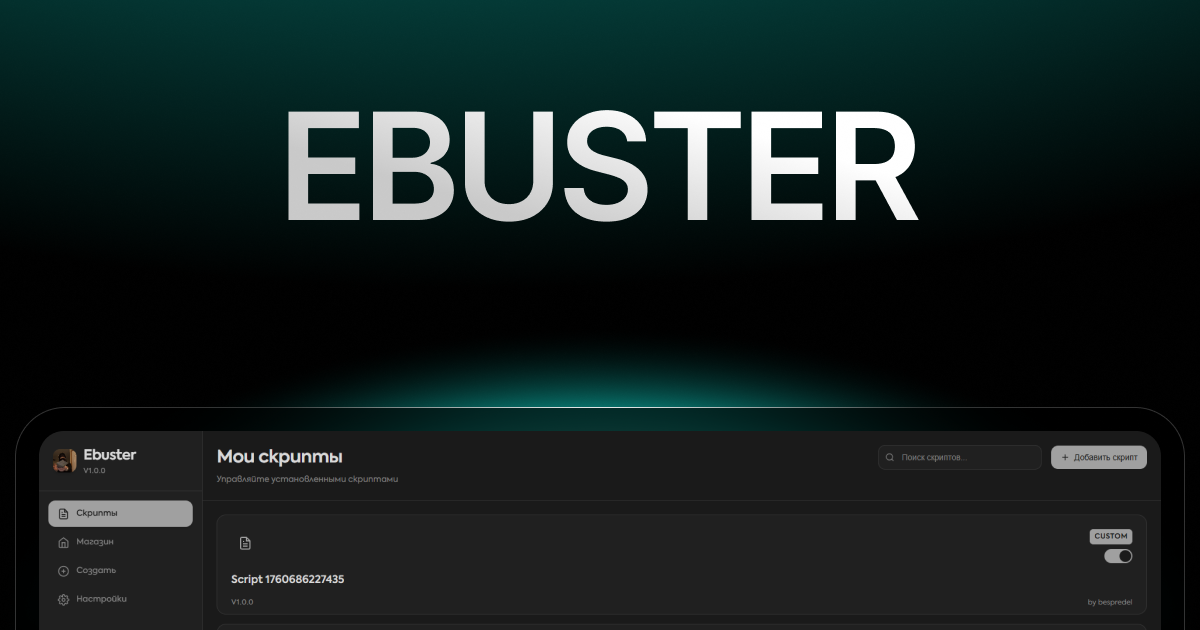 EBUSTER
Ebuster
V1.0.0
Скрипты
Магазин
Создать
Настройки
Мои скрипты
Управляйте установленными скриптами
Поиск скриптов...
+ Добавить скрипт
CUSTOM
Script 1760686227435
V1.0.0
by bespredel